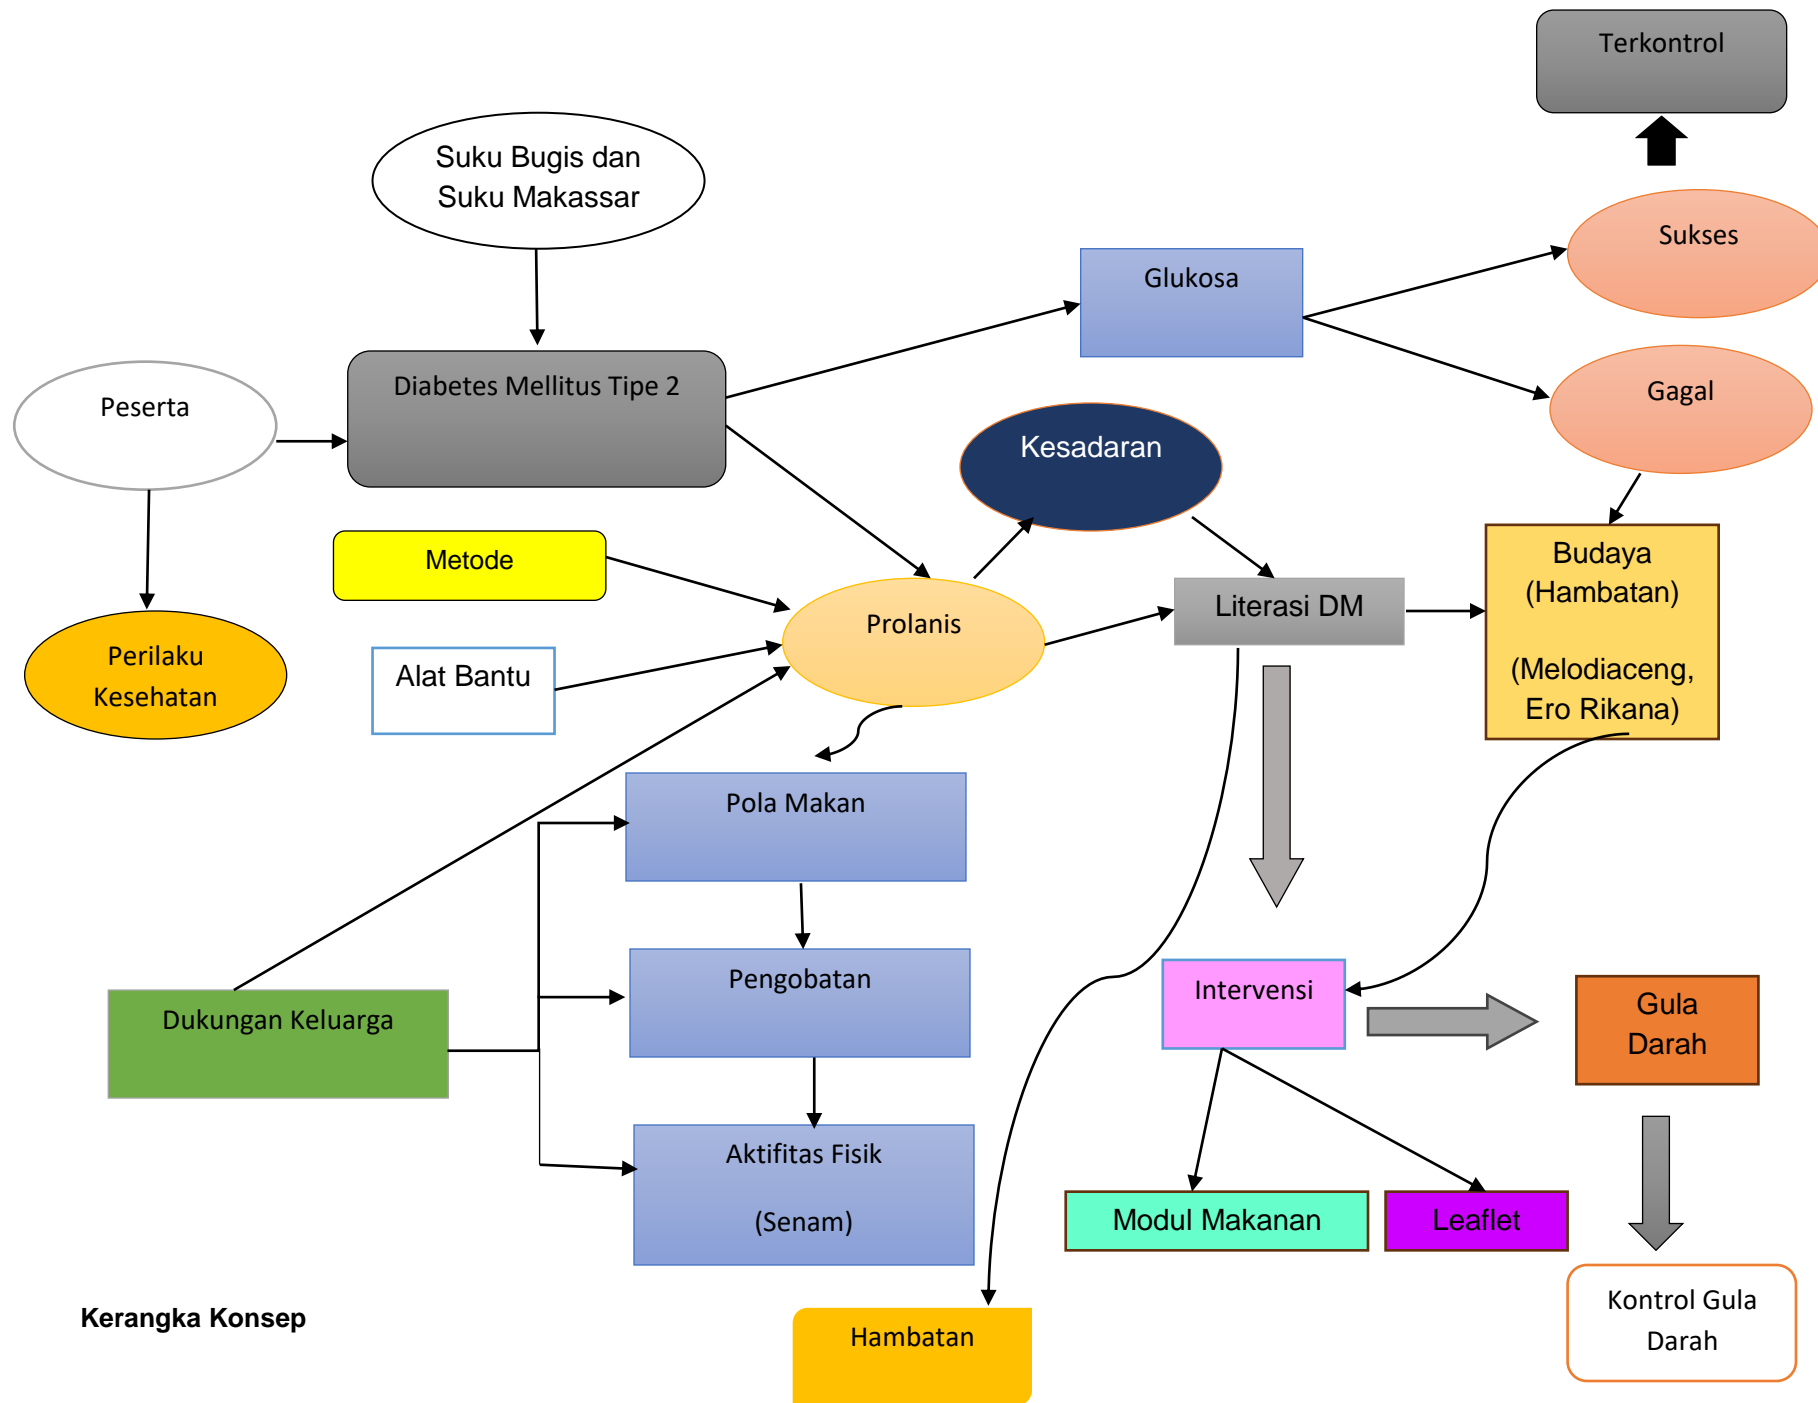 Terkontrol
Suku Bugis dan
Suku Makassar
Sukses
Glukosa
Diabetes Mellitus Tipe 2
Peserta
Gagal
Kesadaran
Metode
Budaya
(Hambatan)
(Melodiaceng,
Ero Rikana)
Literasi DM
Prolanis
Perilaku
Kesehatan
Alat Bantu
Pola Makan
Pengobatan
Intervensi
Gula
Darah
Dukungan Keluarga
Aktifitas Fisik
(Senam)
Modul Makanan
Leaflet
Kontrol Gula
Darah
Kerangka Konsep
Hambatan